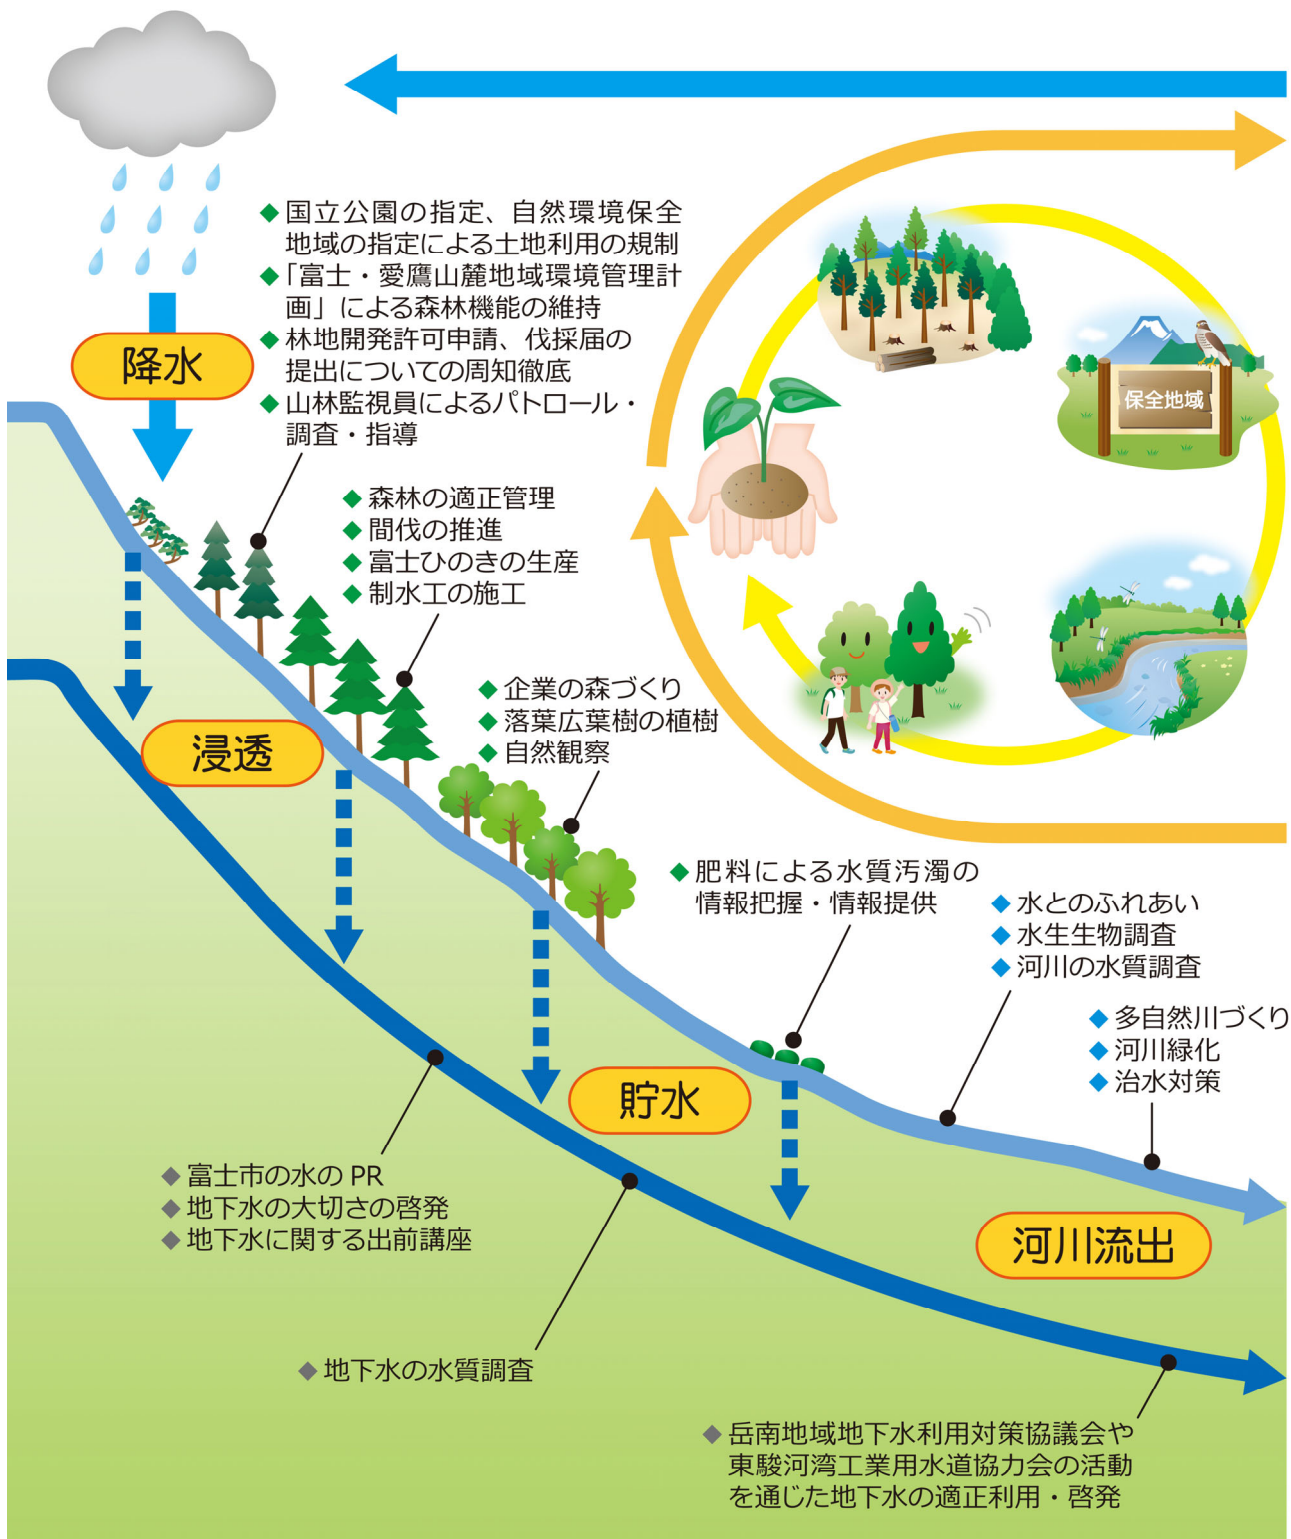 ◆国立公園の指定、自然環境保全
地域の指定による土地利用の規制
◆「富士・愛鷹山麓地域環境管理計
画」による森林機能の維持
◆林地開発許可申請、伐採届の
提出についての周知徹底
◆山林監視員によるパトロール・
調査・指導
降水
保全地域
◆森林の適正管理
◆間伐の推進
◆富士ひのきの生産
◆制水工の施工
◆企業の森づくり
◆落葉広葉樹の植樹
◆自然観察
浸透
◆肥料による水質汚濁の
情報把握・情報提供
◆水とのふれあい
◆水生生物調査
◆河川の水質調査
◆多自然川づくり
◆河川緑化
◆治水対策
貯水
◆富士市の水の PR
◆地下水の大切さの啓発
◆地下水に関する出前講座
河川流出
◆地下水の水質調査
◆岳南地域地下水利用対策協議会や
東駿河湾工業用水道協力会の活動
を通じた地下水の適正利用・啓発